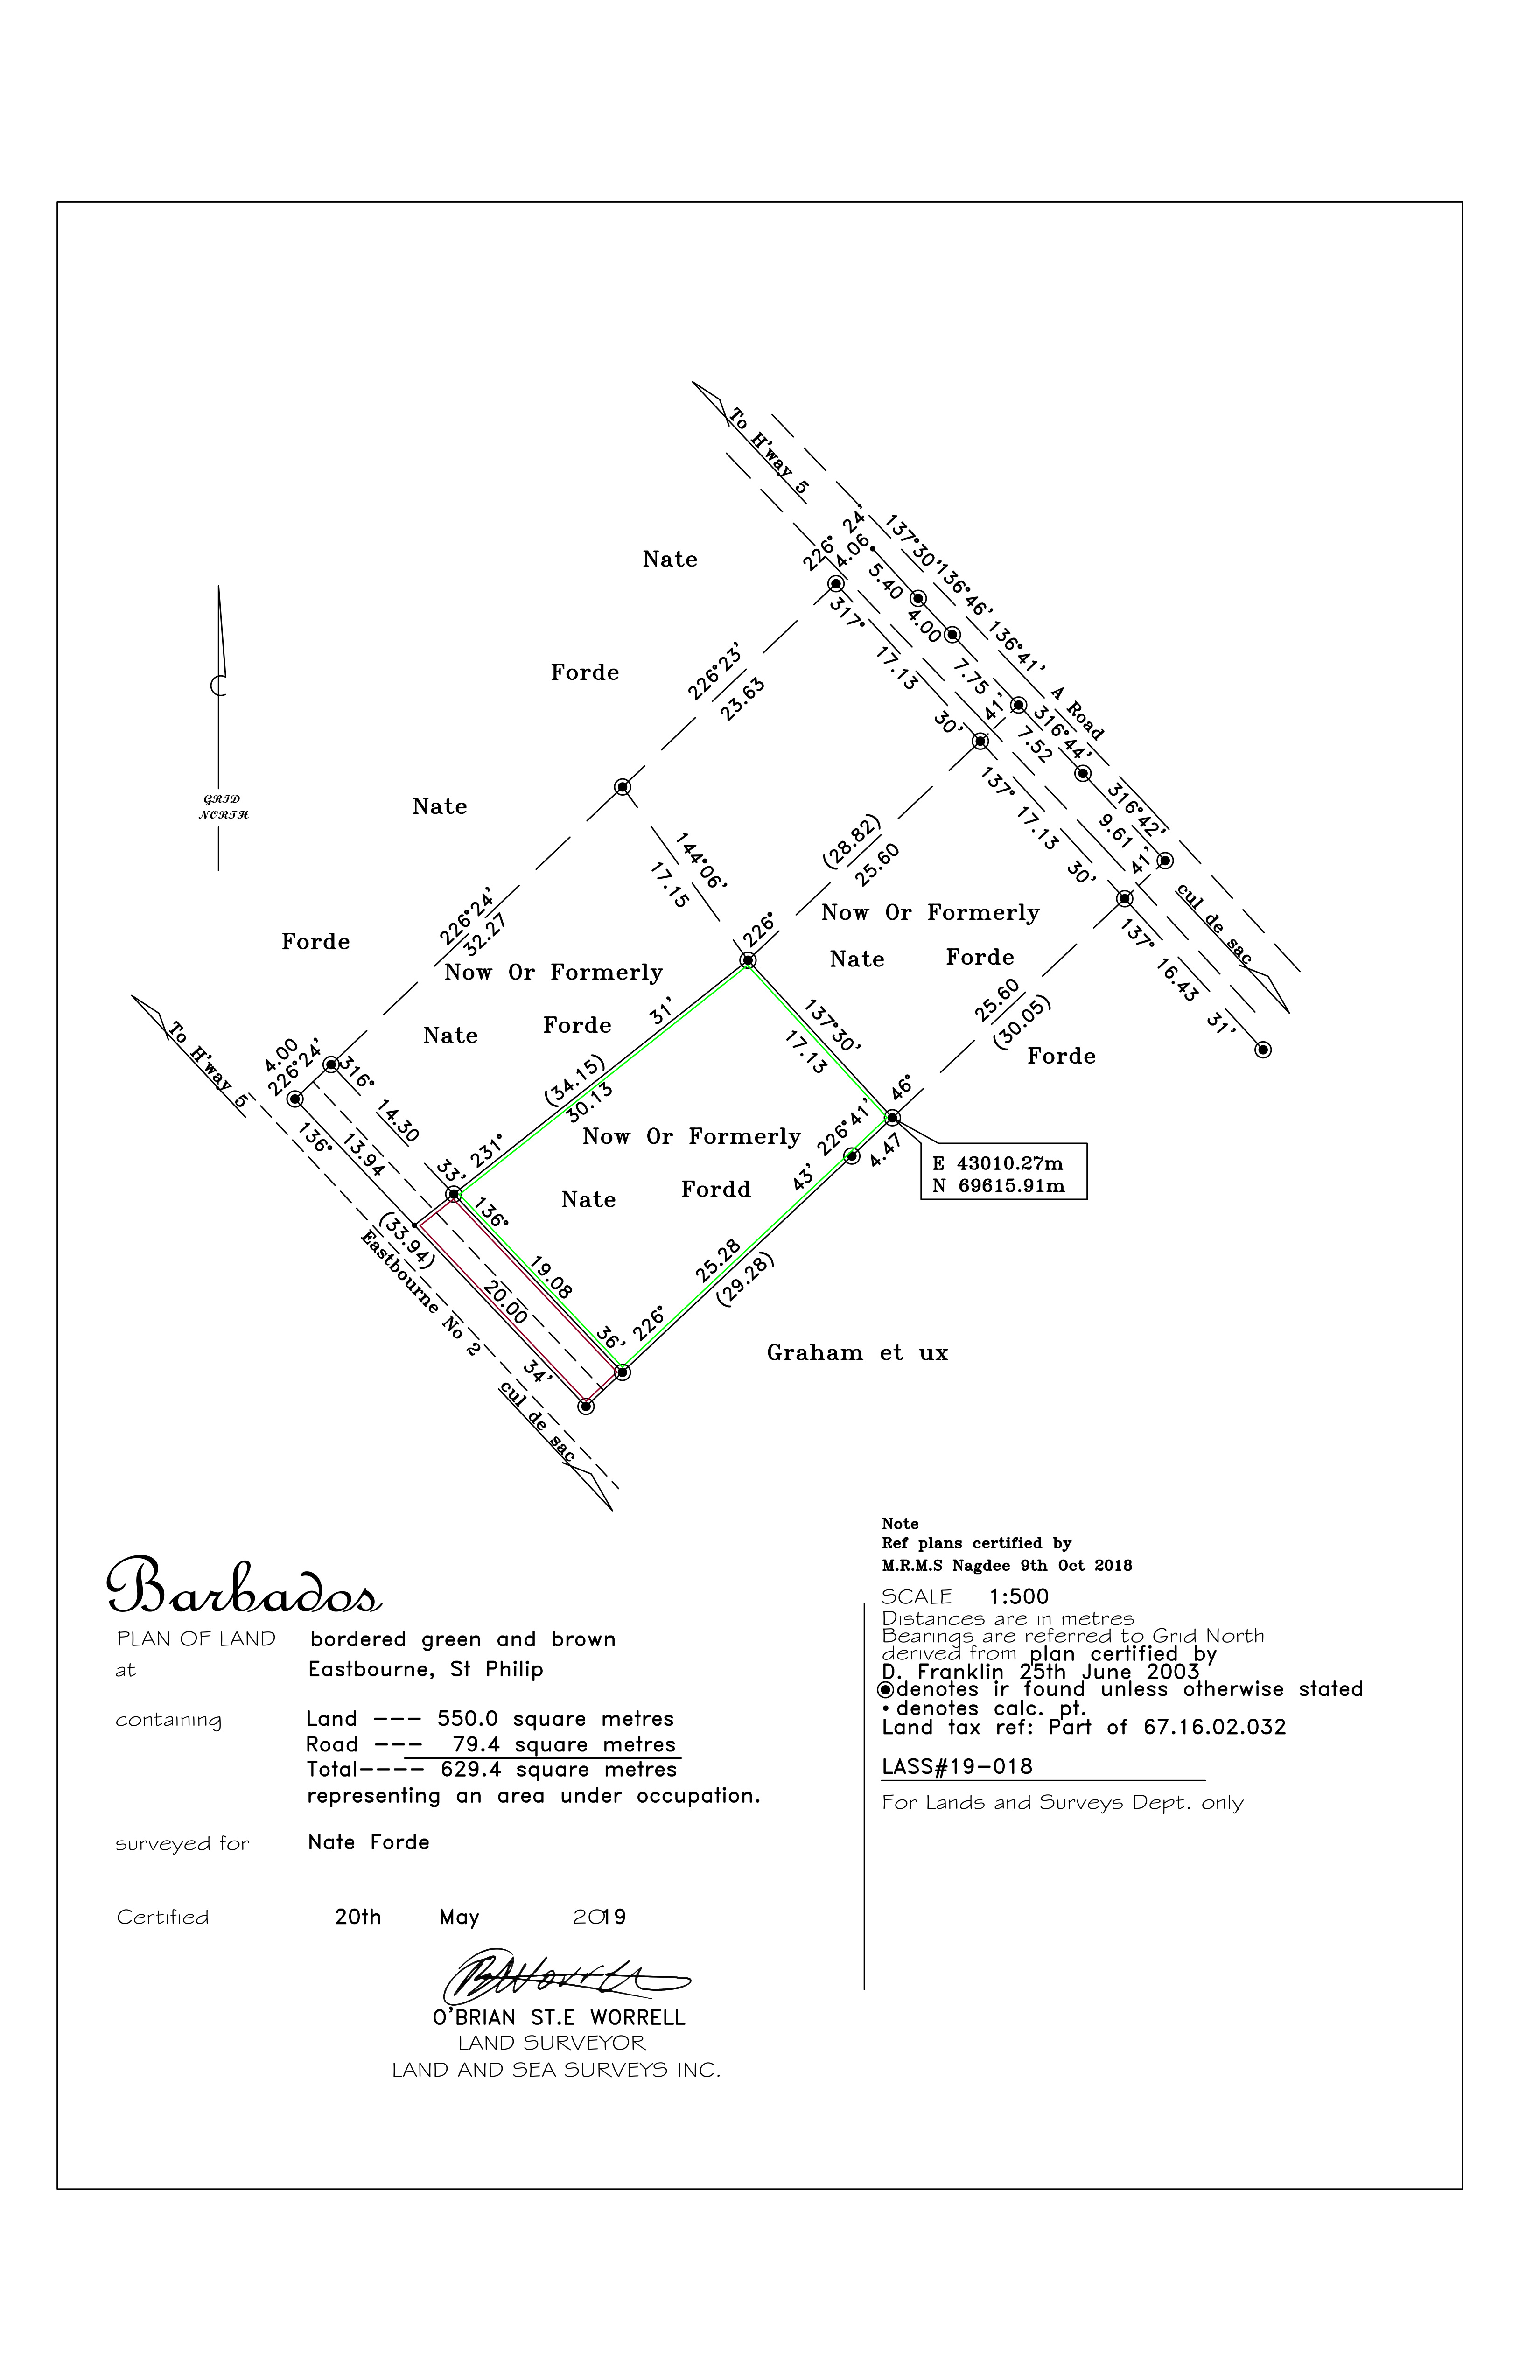 To H'way 5
24'
137°30'
136°46'
136°41'
226°
4.06
5.40
4.00
7.75
A Road
Nate
317°
17.13
30'
41'
316°44'
7.52
316°42'
9.61
41'
Forde
226°23'
23.63
137°
17.13
30'
GRID
NORTH
Nate
144°06'
17.15
(28.82)
25.60
cul de sac
137°
16.43
31'
Now Or Formerly
Nate Forde
226°24'
32.27
226°
Forde
Now Or Formerly
Nate Forde
31'
137°30'
17.13
25.60
(30.05)
Forde
To H'way 5
4.00
226°24'
316°
14.30
136°
13.94
33'
(34.15)
30.13
231°
46°
226°41'
4.47
43'
Now Or Formerly
Nate Fordd
E 43010.27m
N 69615.91m
136°
19.08
36'
(33.94)
20.00
34'
Eastbourne No 2
25.28
(29.28)
226°
Graham et ux
cul de sac
Note
Ref plans certified by
M.R.M.S Nagdee 9th Oct 2018
SCALE 1:500
Distances are in metres
Bearings are referred to Grid North
derived from plan certified by
D. Franklin 25th June 2003
denotes ir found unless otherwise stated
• denotes calc. pt.
Land tax ref: Part of 67.16.02.032
LASS#19-018
For Lands and Surveys Dept. only
Barbados
PLAN OF LAND bordered green and brown
at Eastbourne, St Philip
containing Land --- 550.0 square metres
Road --- 79.4 square metres
Total---- 629.4 square metres
representing an area under occupation.
surveyed for Nate Forde
Certified 20th May 2019
O'BRIAN ST.E WORRELL
LAND SURVEYOR
LAND AND SEA SURVEYS INC.